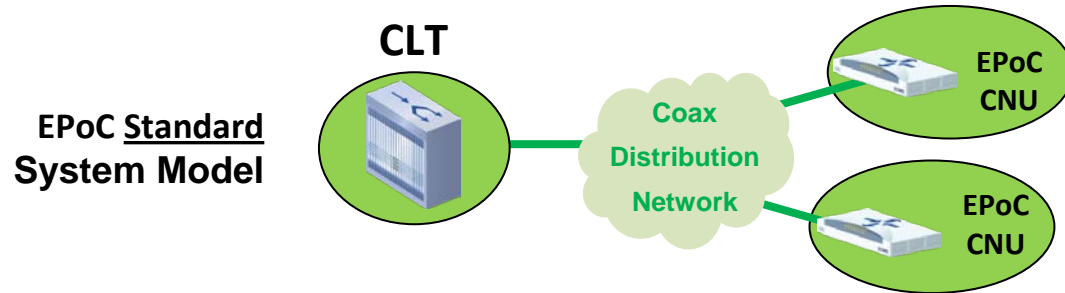 EPoC Standard
System Model
CLT
Coax
Distribution
Network
EPoC
CNU
EPoC
CNU